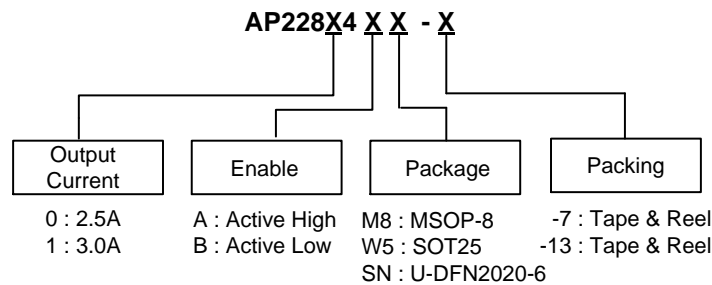 AP228X4 X X - X
Output Current
Enable
Package
Packing
0 : 2.5A
1 : 3.0A
A : Active High
B : Active Low
M8 : MSOP-8
W5 : SOT25
SN : U-DFN2020-6
-7 : Tape & Reel
-13 : Tape & Reel